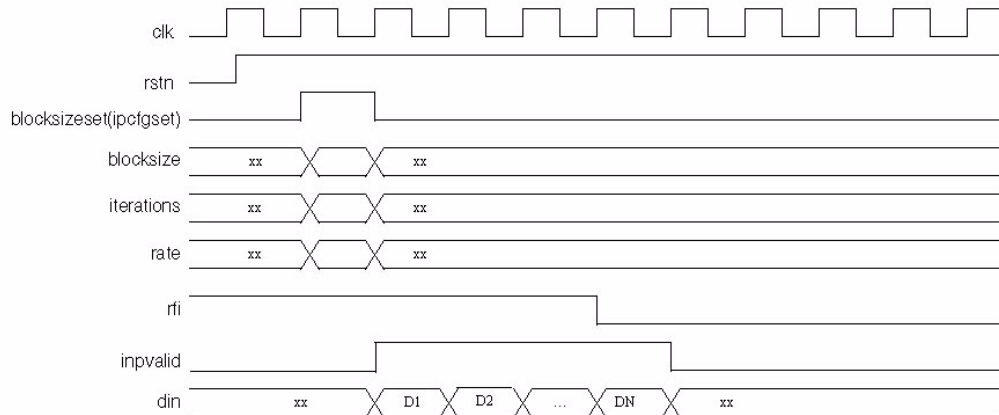 clk
rstn
blocksizeset(ipcfgset)
blocksize xx xx
iterations xx xx
rate xx xx
rfi
inpvalid
din xx D1 D2 ... DN xx